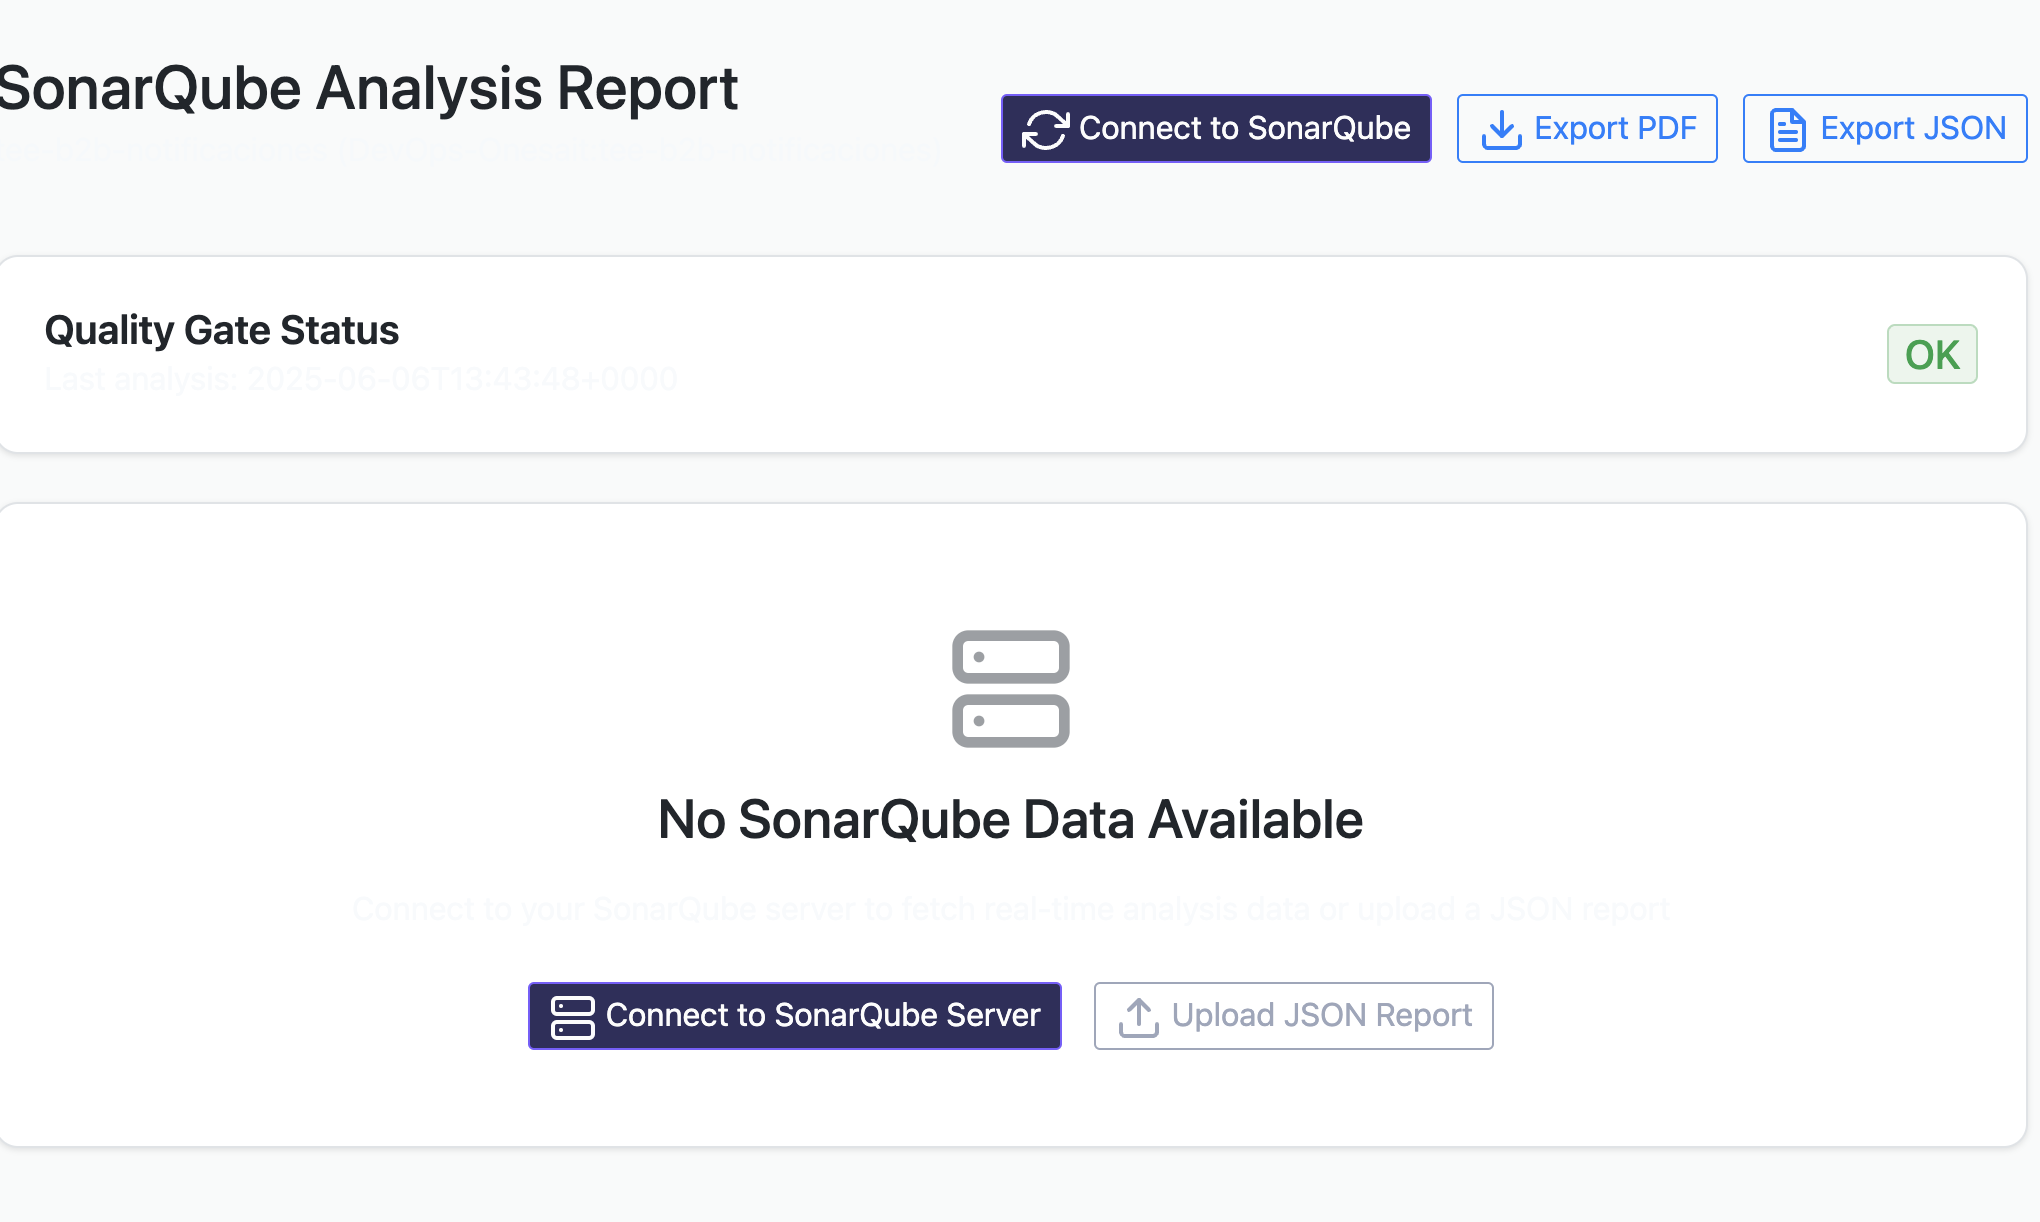 SonarQube Analysis Report
Connect to SonarQube
Export PDF
Export JSON
-b2b-notificaciones (DevOps-Onesait:tee-b2b-notificaciones)
Quality Gate Status
Last analysis: 2025-06-06T13:43:48+0000
OK
No SonarQube Data Available
Connect to your SonarQube server to fetch real-time analysis data or upload a JSON report
Connect to SonarQube Server
Upload JSON Report